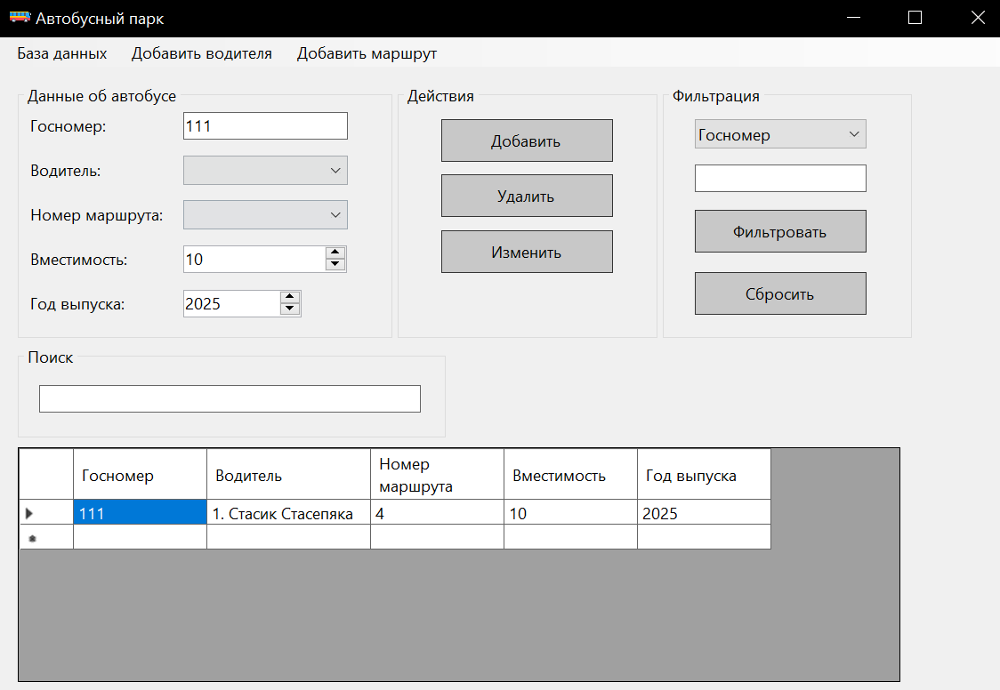 Автобусный парк
База данных Добавить водителя Добавить маршрут
Данные об автобусе
Госномер: 111
Водитель:
Номер маршрута:
Вместимость: 10
Год выпуска: 2025
Действия
Добавить
Удалить
Изменить
Фильтрация
Госномер
Фильтровать
Сбросить
Поиск
Госномер Водитель Номер маршрута Вместимость Год выпуска
111 1. Стасик Стасепяка 4 10 2025